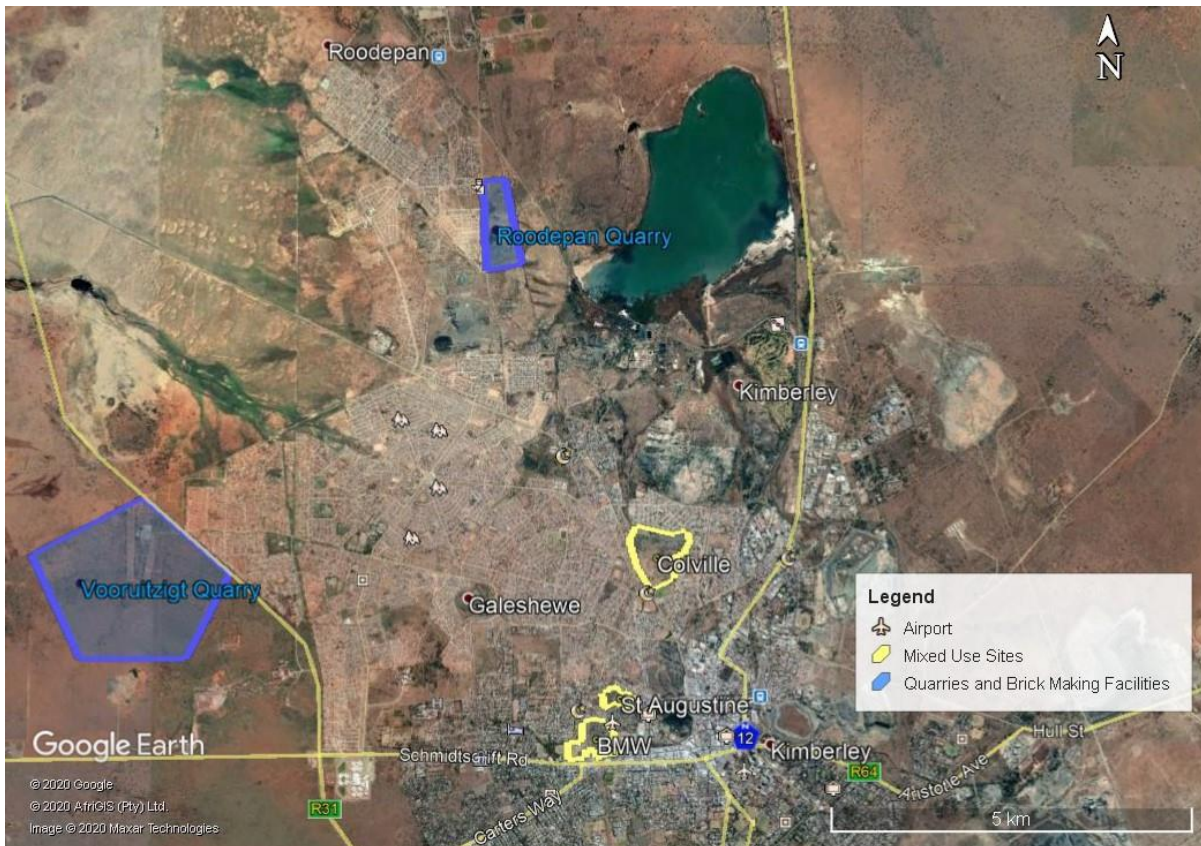 N
Roodepan
Roodepan Quarry
Kimberley
Colville
Vooruitzigt Quarry
Galeshewe
Legend
Airport
Mixed Use Sites
Quarries and Brick Making Facilities
St Augustine
BMW
12
Kimberley
Hull St
Google Earth
Schmidtsdrift Rd
R64
Aristotle Ave
© 2020 Google
© 2020 AfriGIS (Pty) Ltd.
Image © 2020 Maxar Technologies
R31
Carters Way
5 km